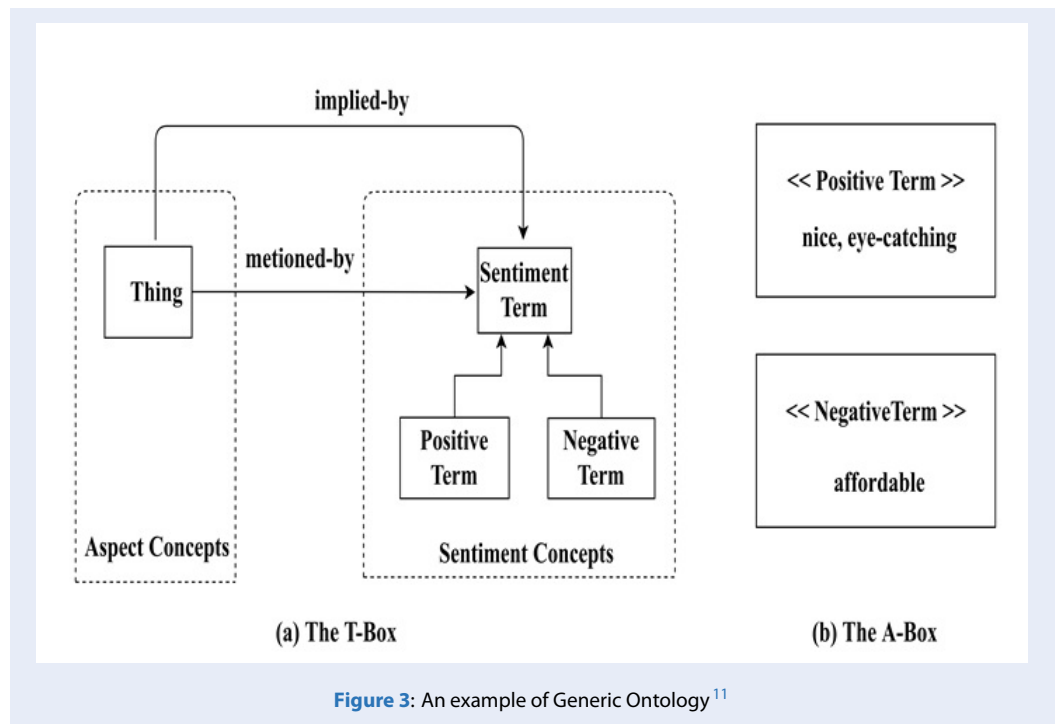 implied-by
metioned-by
Thing
Sentiment
Term
Positive
Term
Negative
Term
Aspect Concepts
Sentiment Concepts
(a) The T-Box
<< Positive Term >>
nice, eye-catching
<< NegativeTerm >>
affordable
(b) The A-Box
Figure 3: An example of Generic Ontology 11